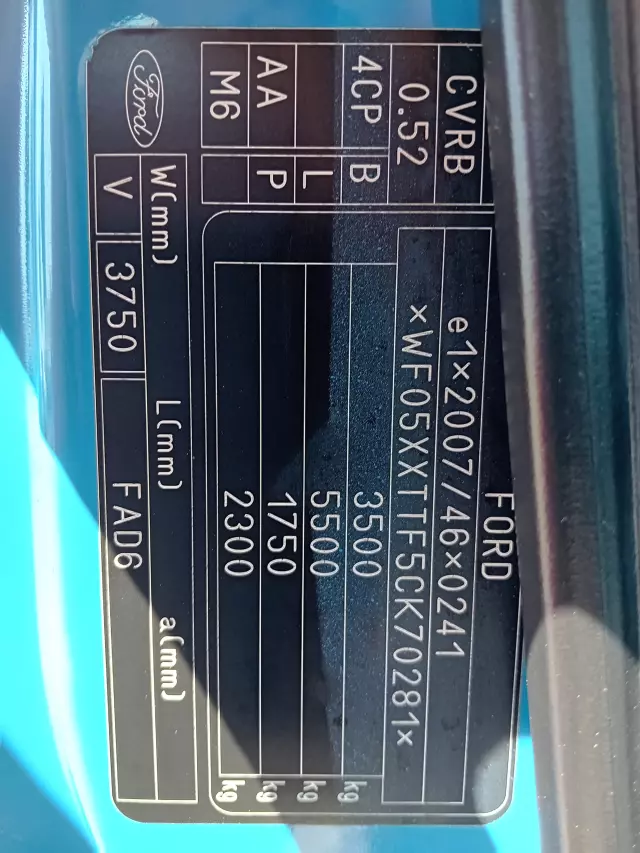 FORD
e1×2007/46×0241
×WF05XXTTF5CK70281×
CVRB
0.52
4CP B 3500 kg
L 5500 kg
AA P 1750 kg
M6 2300 kg
Ford W(mm) L(mm) a(mm)
V 3750 FAD6